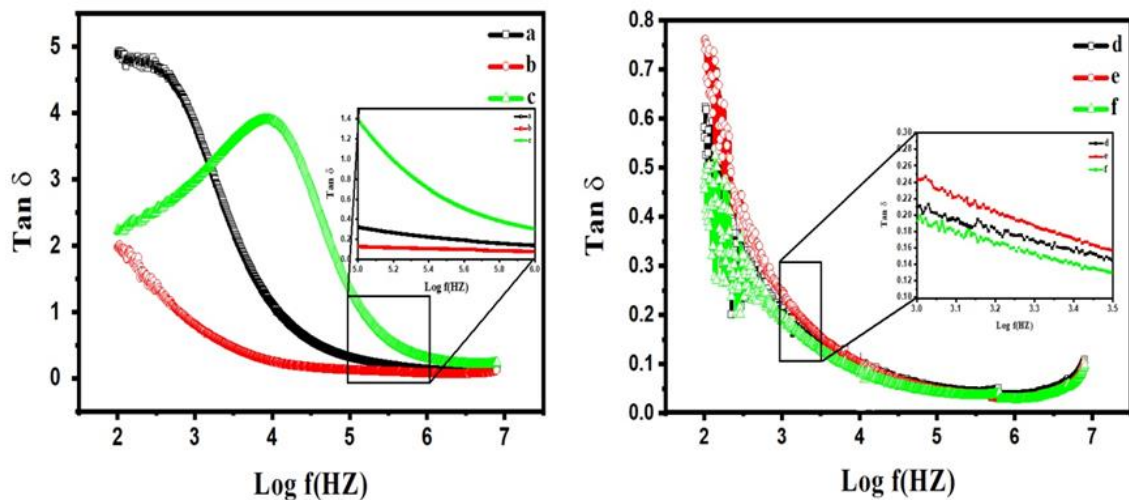 5
4
3
2
1
0
Tan δ
2 3 4 5 6 7
Log f(HZ)
a
b
c
1.4
1.2
1.0
0.8
0.6
0.4
0.2
0.0
Tan δ
5.0 5.2 5.4 5.6 5.8 6.0
Log f(HZ)
a
b
c
0.8
0.7
0.6
0.5
0.4
0.3
0.2
0.1
0.0
Tan δ
2 3 4 5 6 7
Log f(HZ)
d
e
f
0.30
0.28
0.26
0.24
0.22
0.20
0.18
0.16
0.14
0.12
0.10
Tan δ
3.0 3.1 3.2 3.3 3.4 3.5
Log f(HZ)
d
e
f